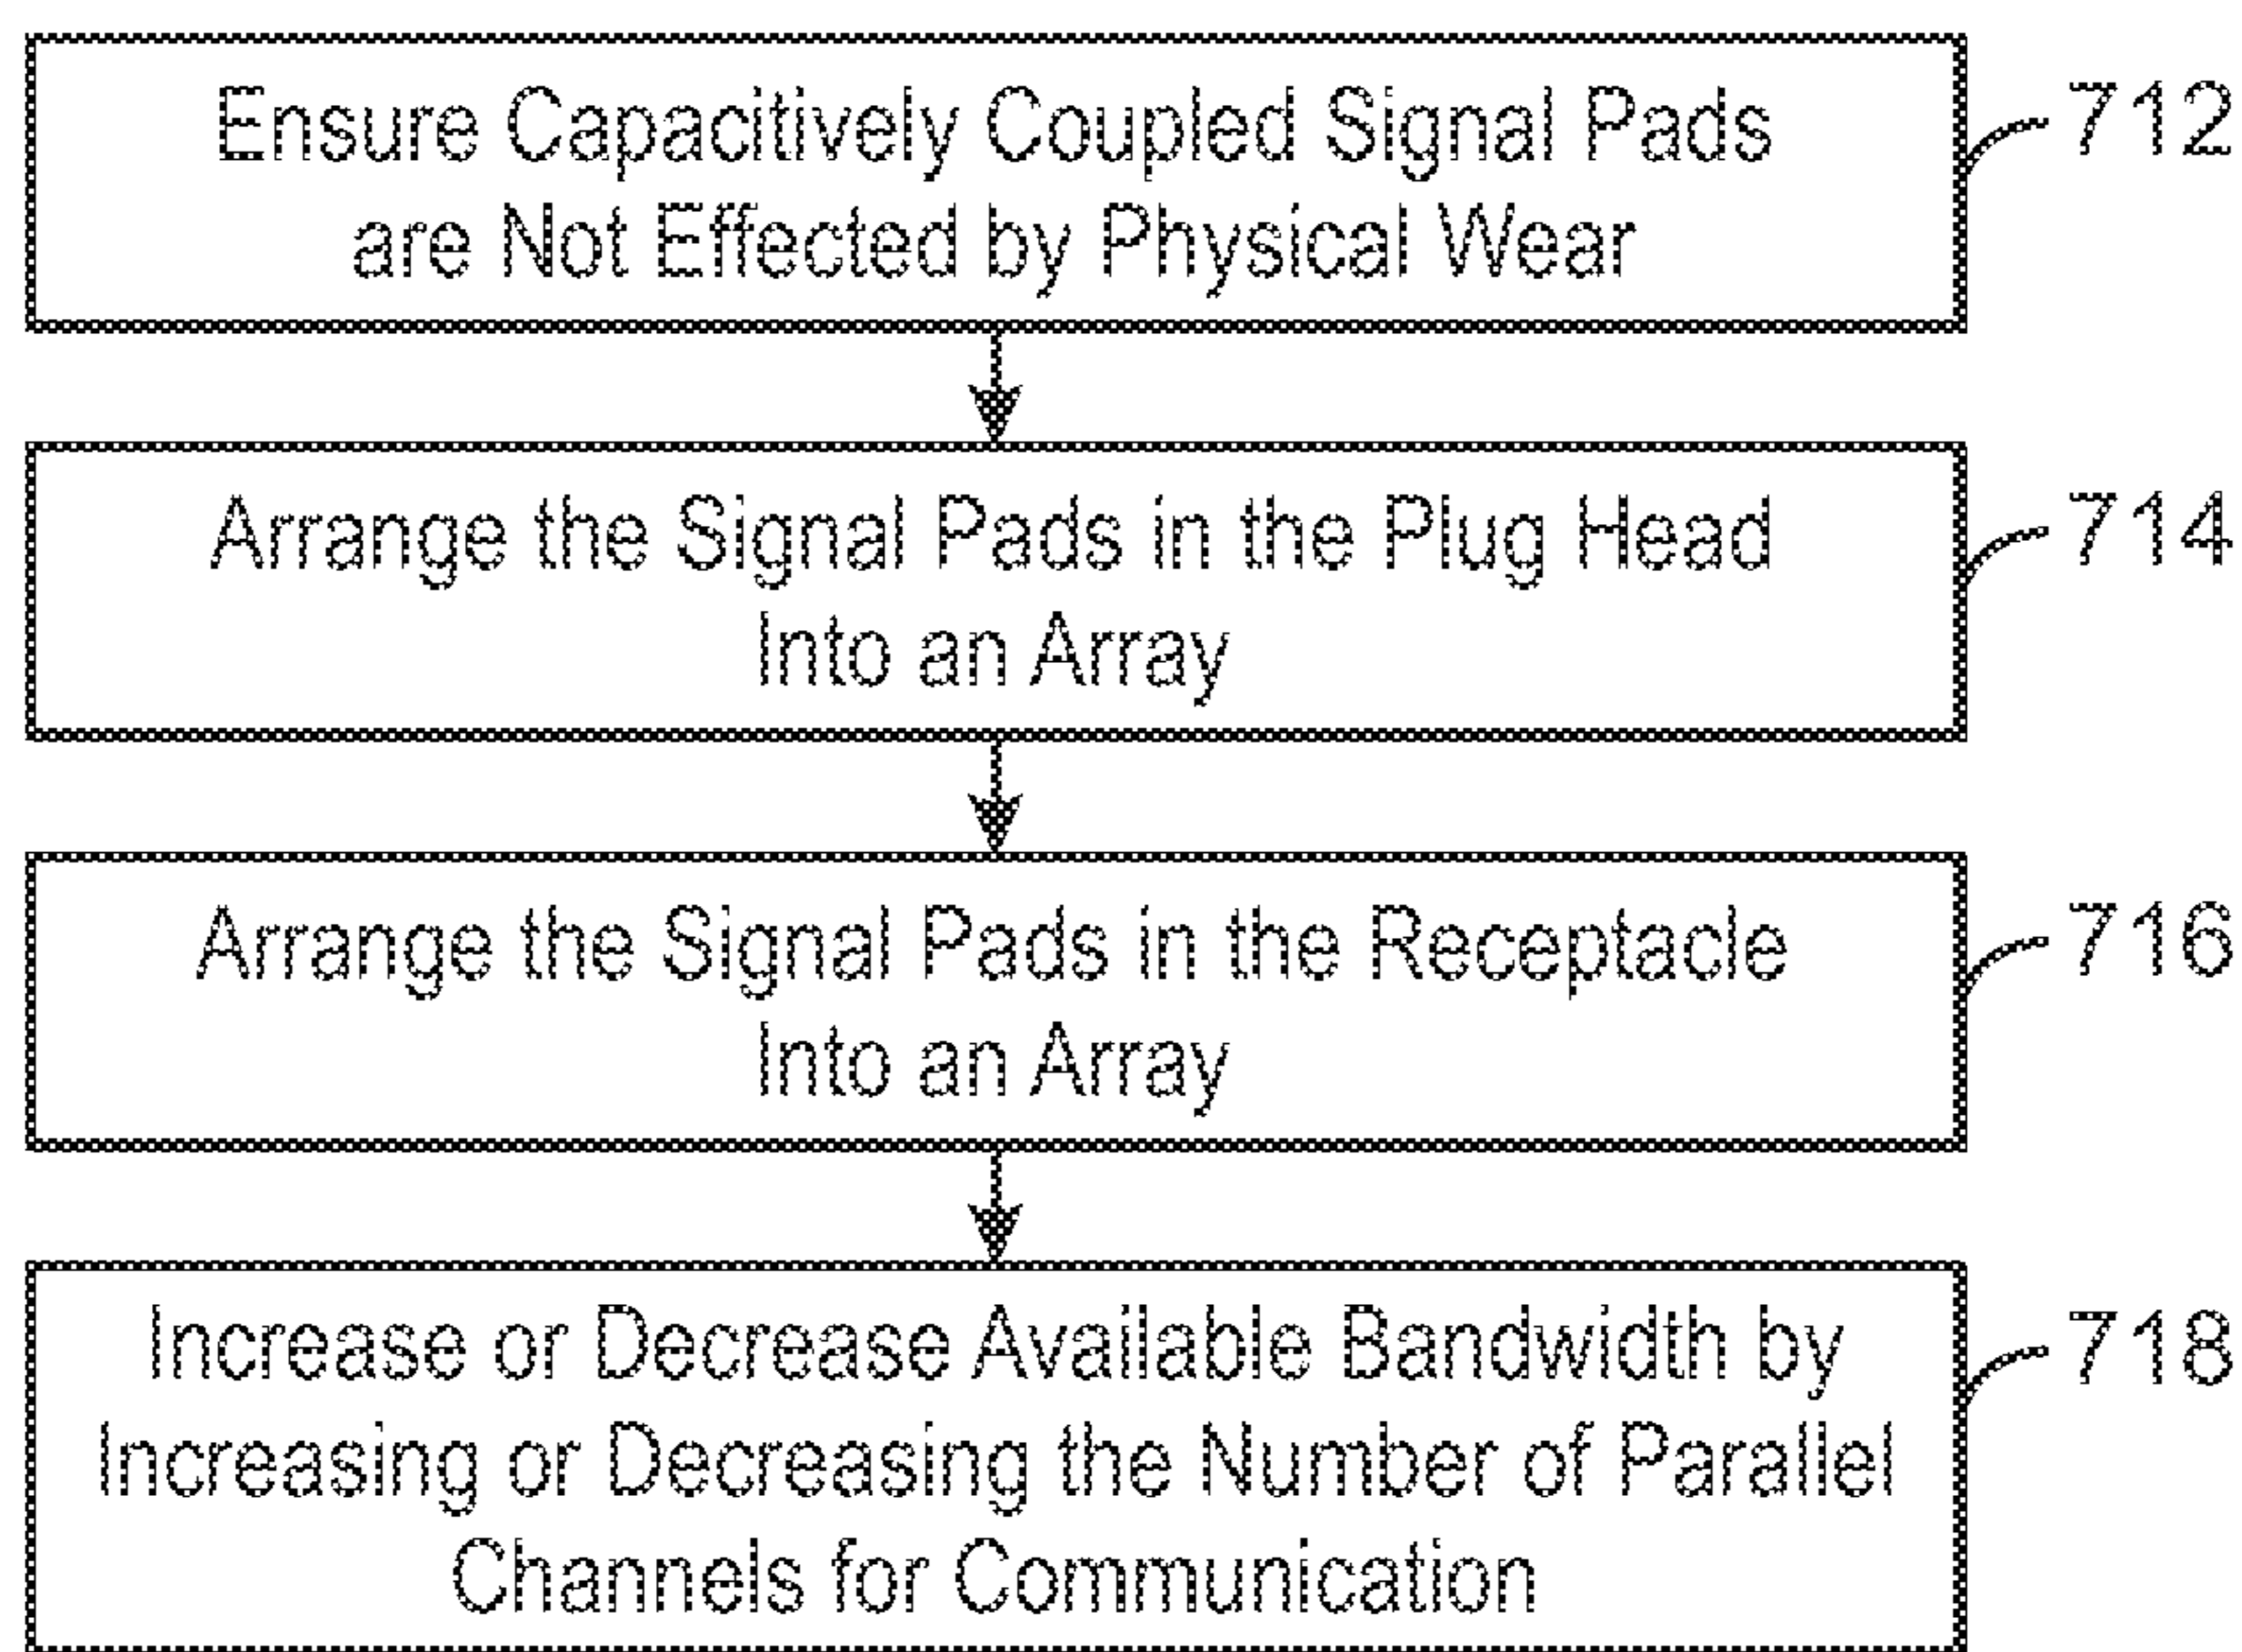 Ensure Capacitively Coupled Signal Pads
are Not Effected by Physical Wear
712
Arrange the Signal Pads in the Plug Head
Into an Array
714
Arrange the Signal Pads in the Receptacle
Into an Array
716
Increase or Decrease Available Bandwidth by
Increasing or Decreasing the Number of Parallel
Channels for Communication
718